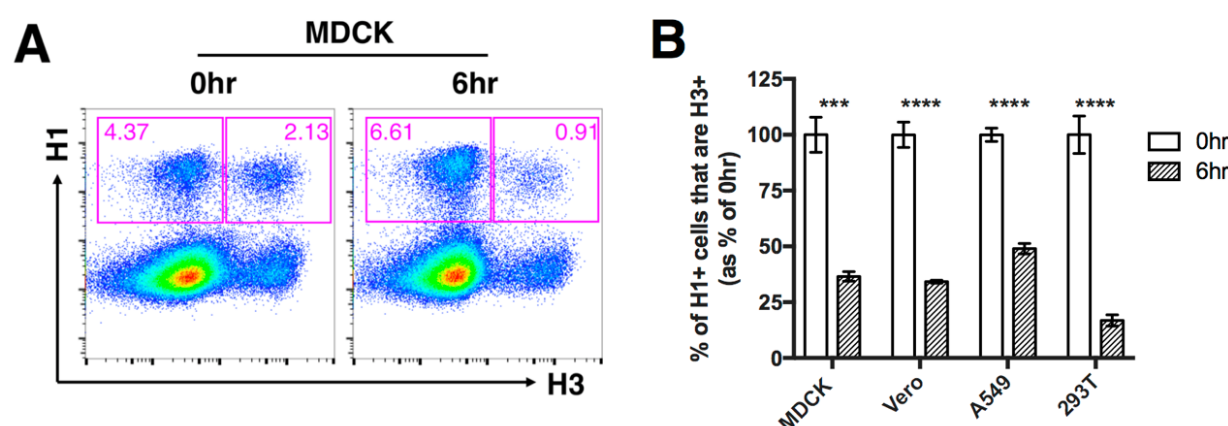 A
MDCK
0hr
6hr
4.37
2.13
6.61
0.91
H1
H3
B
% of H1+ cells that are H3+
(as % of 0hr)
125
100
75
50
25
0
***
****
****
****
MDCK
Vero
A549
293T
0hr
6hr